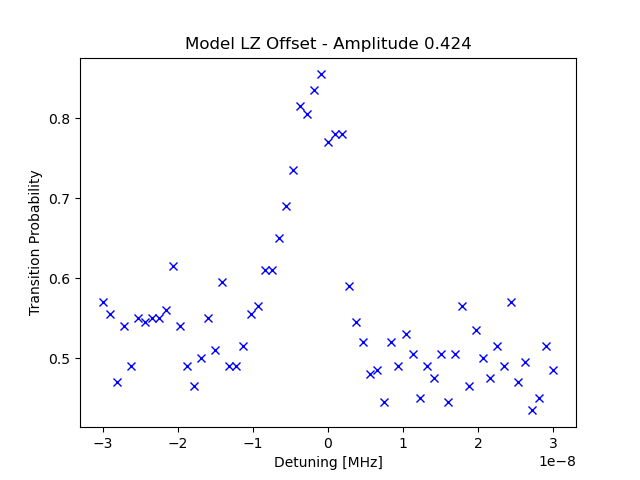 Model LZ Offset - Amplitude 0.424
Transition Probability
0.8
0.7
0.6
0.5
−3
−2
−1
0
1
2
3
1e−8
Detuning [MHz]